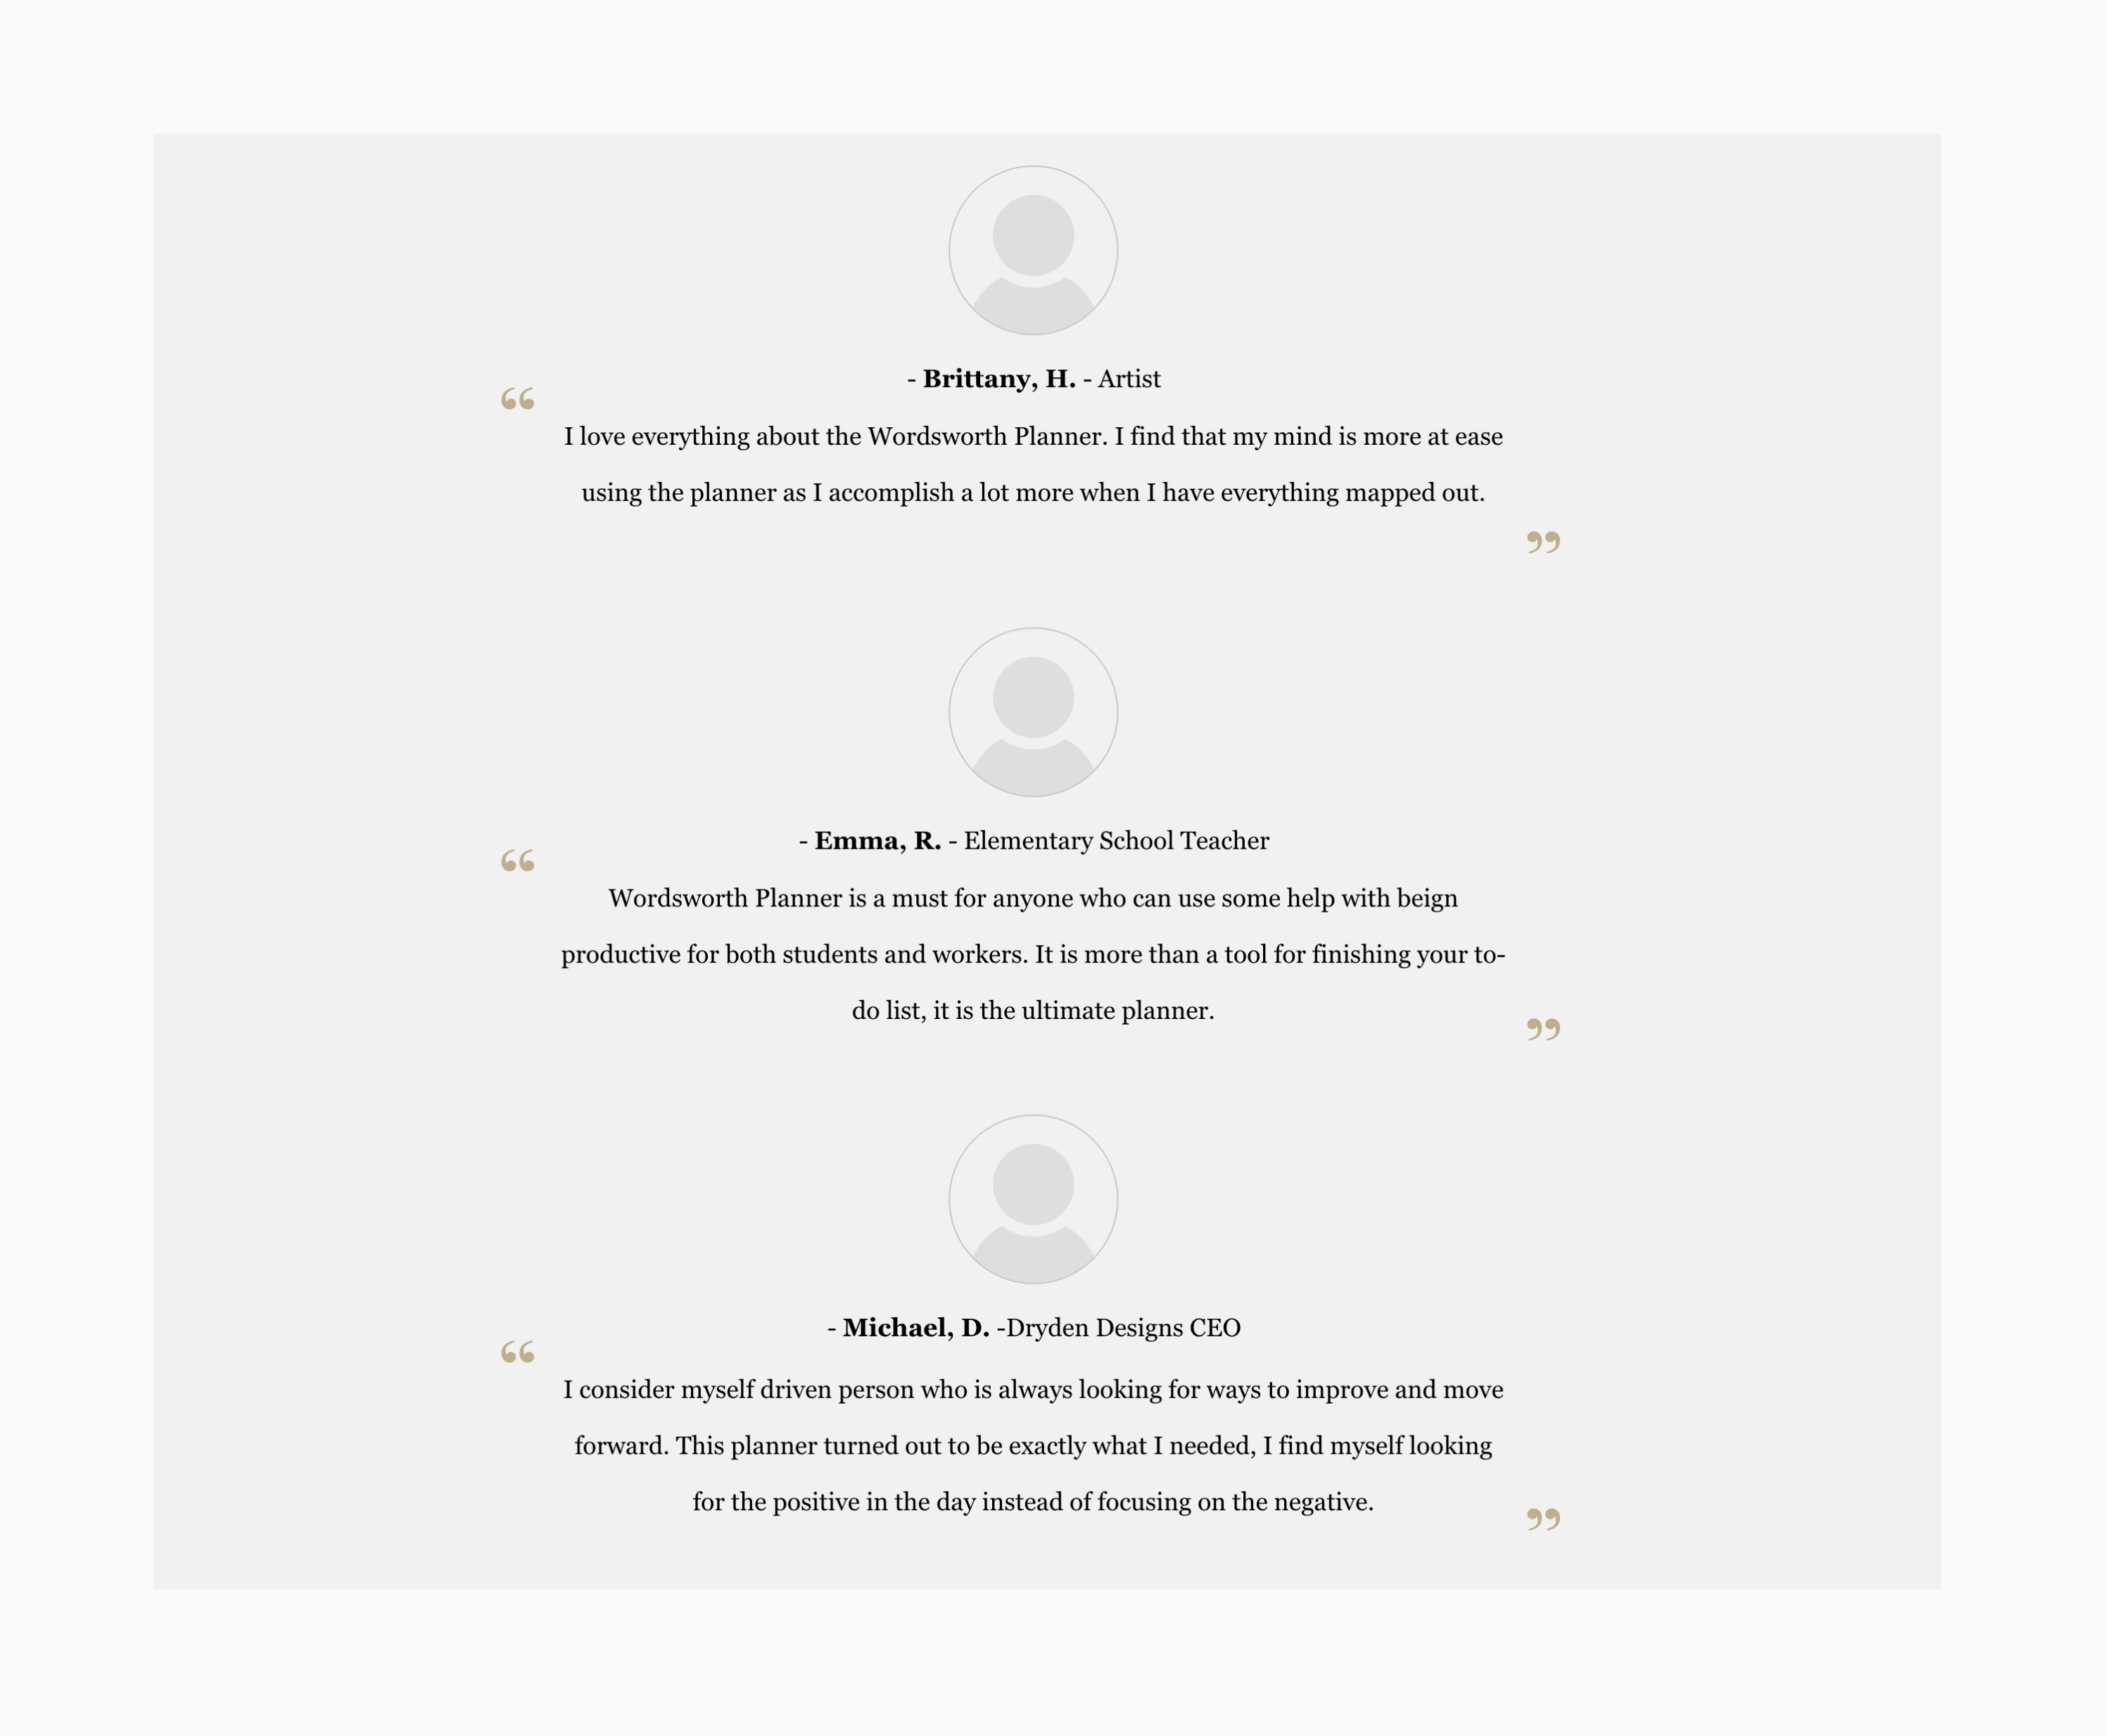 - Brittany, H. - Artist
“
I love everything about the Wordsworth Planner. I find that my mind is more at ease
using the planner as I accomplish a lot more when I have everything mapped out.
”
- Emma, R. - Elementary School Teacher
“
Wordsworth Planner is a must for anyone who can use some help with beign
productive for both students and workers. It is more than a tool for finishing your to-
do list, it is the ultimate planner.
”
- Michael, D. -Dryden Designs CEO
“
I consider myself driven person who is always looking for ways to improve and move
forward. This planner turned out to be exactly what I needed, I find myself looking
for the positive in the day instead of focusing on the negative.
”